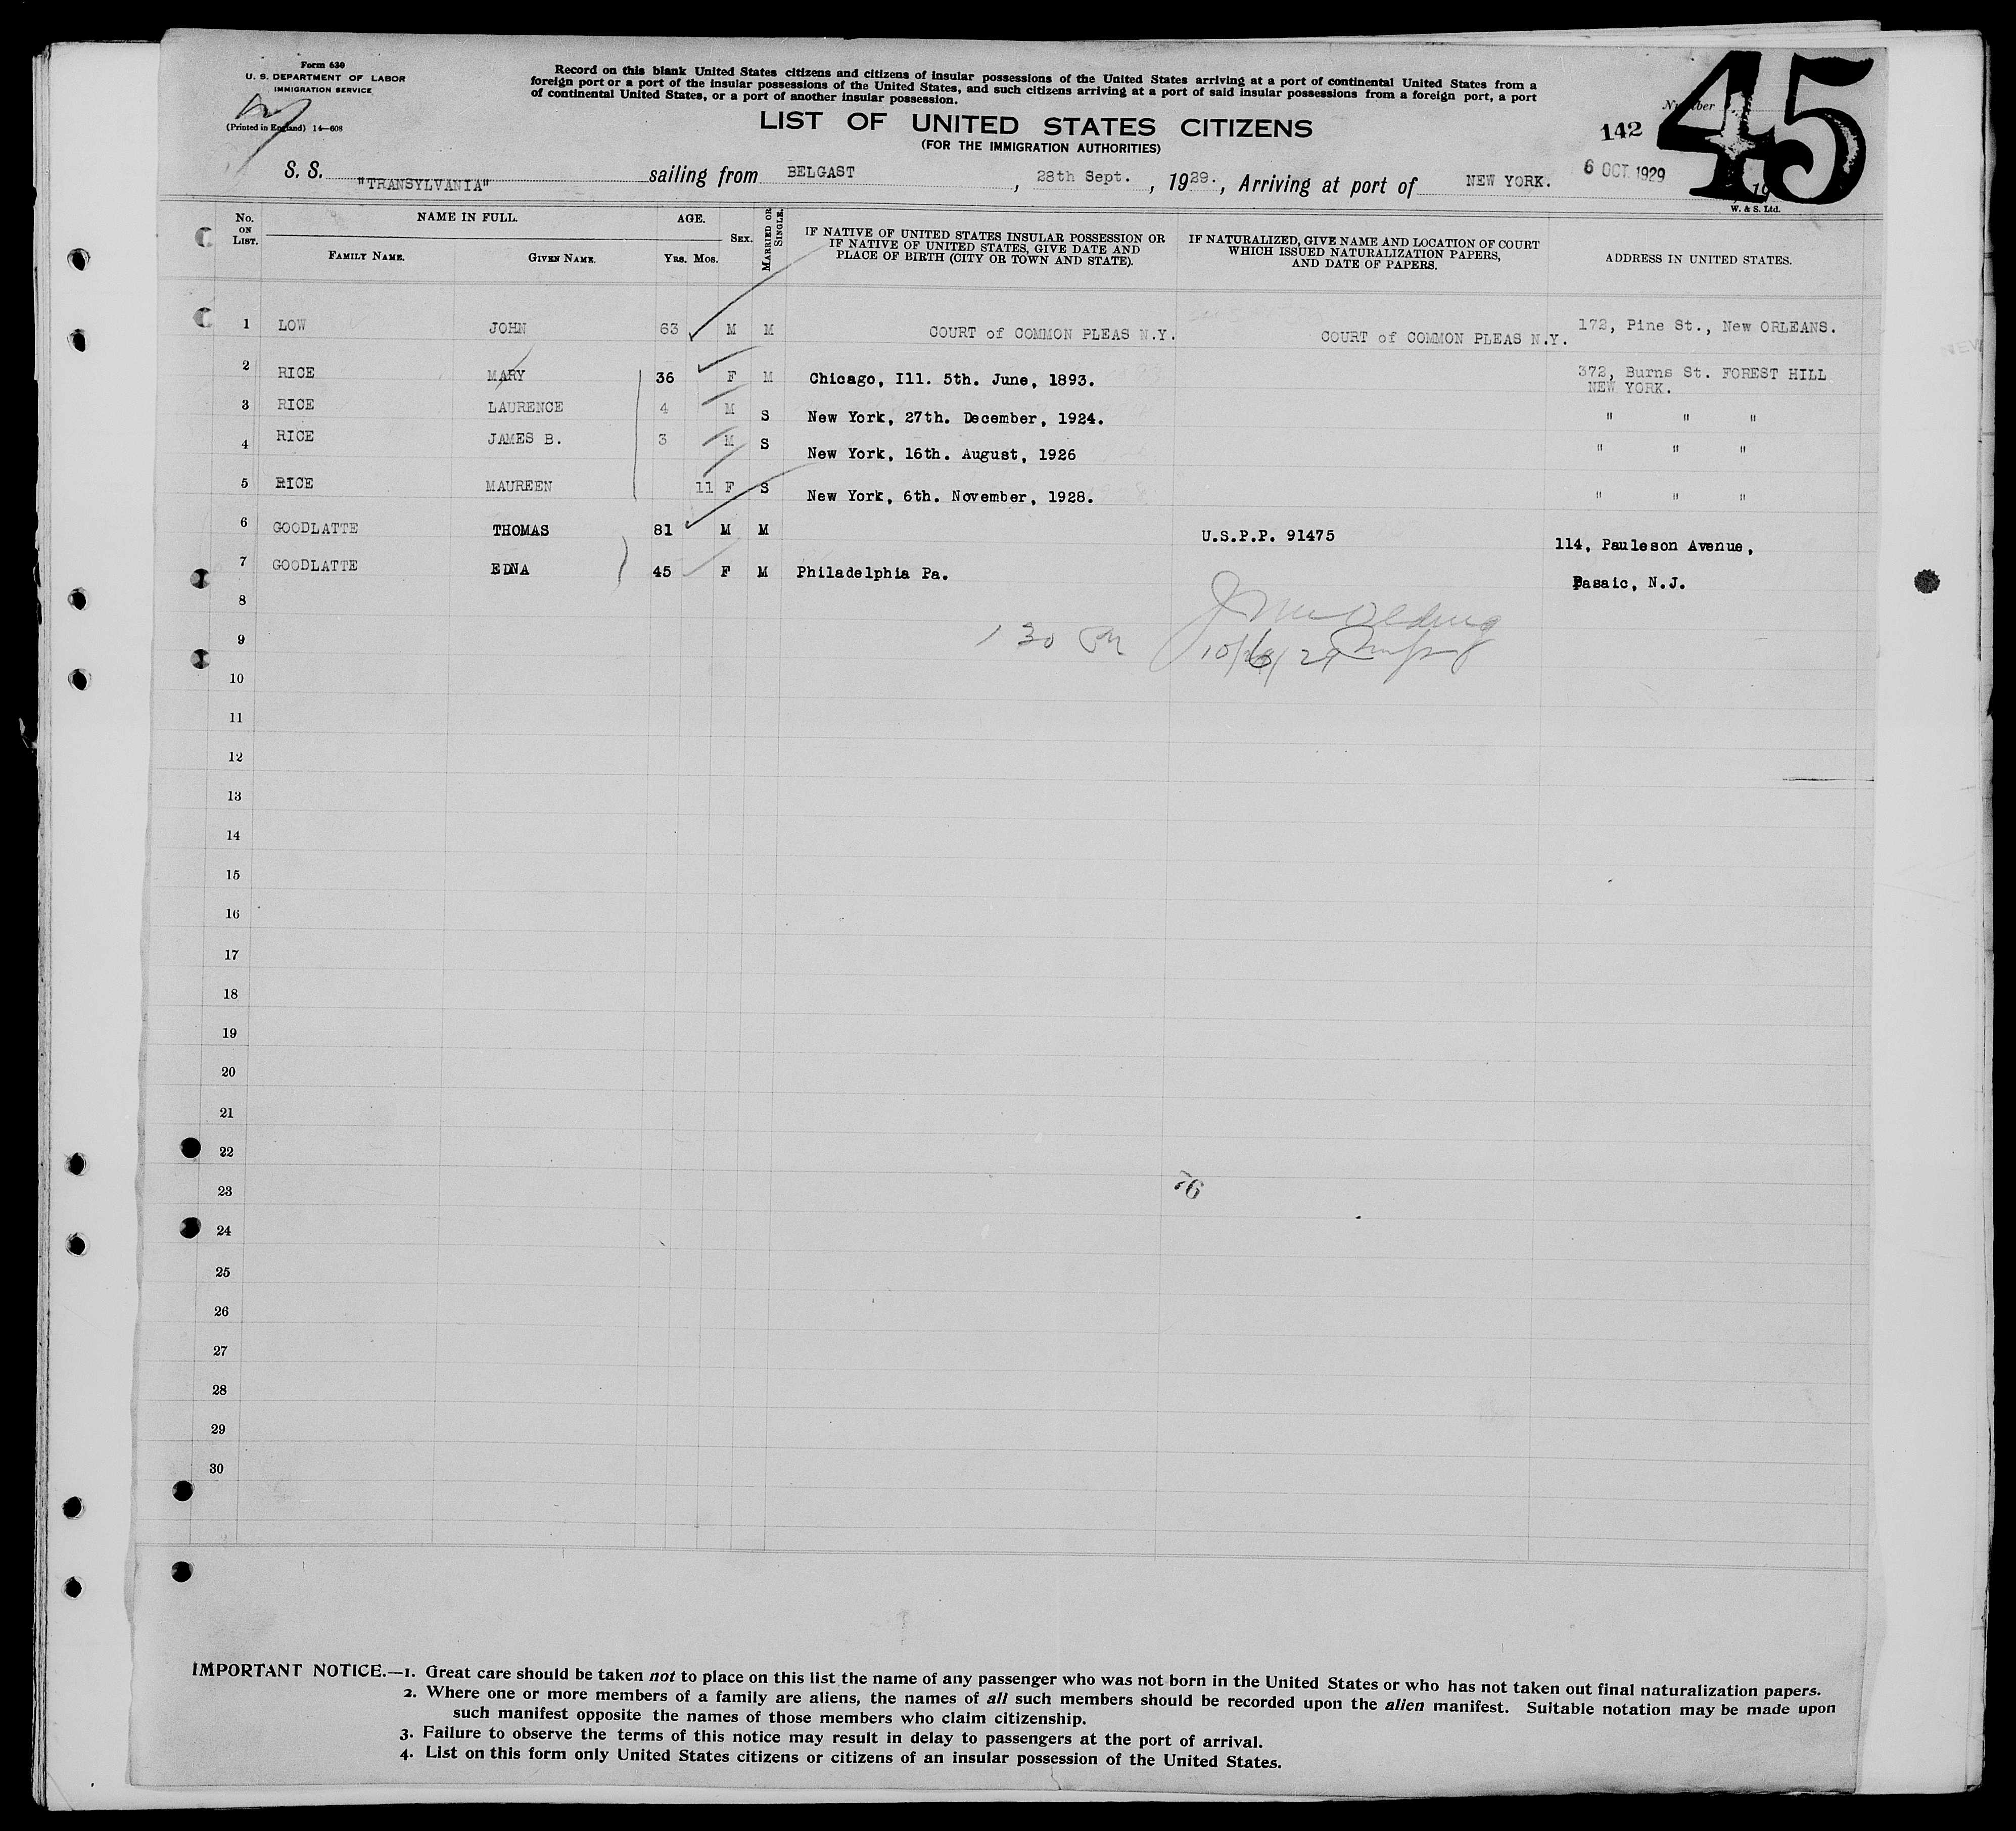 Form 630
U. S. DEPARTMENT OF LABOR
IMMIGRATION SERVICE
(Printed in England) 14—608
Record on this blank United States citizens and citizens of insular possessions of the United States arriving at a port of continental United States from a
foreign port or a port of the insular possessions of the United States, and such citizens arriving at a port of said insular possessions from a foreign port, a port
of continental United States, or a port of another insular possession.
LIST OF UNITED STATES CITIZENS
(FOR THE IMMIGRATION AUTHORITIES)
Number
142
45
S. S. "TRANSYLVANIA" sailing from BELGAST, 28th Sept., 1929., Arriving at port of NEW YORK. 6 OCT 1929 19
W. & S. Ltd.
No. ON LIST. NAME IN FULL. AGE. SEX. MARRIED OR SINGLE. IF NATIVE OF UNITED STATES INSULAR POSSESSION OR IF NATIVE OF UNITED STATES, GIVE DATE AND PLACE OF BIRTH (CITY OR TOWN AND STATE). IF NATURALIZED, GIVE NAME AND LOCATION OF COURT WHICH ISSUED NATURALIZATION PAPERS, AND DATE OF PAPERS. ADDRESS IN UNITED STATES.
FAMILY NAME. GIVEN NAME. YRS. MOS.
1 LOW JOHN 63 M M COURT of COMMON PLEAS N.Y. COURT of COMMON PLEAS N.Y. 172, Pine St., New ORLEANS.
2 RICE MARY 36 F M Chicago, Ill. 5th. June, 1893. 372, Burns St. FOREST HILL
NEW YORK.
3 RICE LAURENCE 4 M S New York, 27th. December, 1924. " " "
4 RICE JAMES B. 3 M S New York, 16th. August, 1926 " " "
5 RICE MAUREEN 11 F S New York, 6th. November, 1928. " " "
6 GOODLATTE THOMAS 81 M M U.S.P.P. 91475 114, Pauleson Avenue,
7 GOODLATTE EDNA 45 F M Philadelphia Pa. Pasaic, N.J.
8
9 1 30 PM 10/6/29
10
11
12
13
14
15
16
17
18
19
20
21
22
23
76
24
25
26
27
28
29
30
IMPORTANT NOTICE.—1. Great care should be taken not to place on this list the name of any passenger who was not born in the United States or who has not taken out final naturalization papers.
2. Where one or more members of a family are aliens, the names of all such members should be recorded upon the alien manifest. Suitable notation may be made upon
such manifest opposite the names of those members who claim citizenship.
3. Failure to observe the terms of this notice may result in delay to passengers at the port of arrival.
4. List on this form only United States citizens or citizens of an insular possession of the United States.